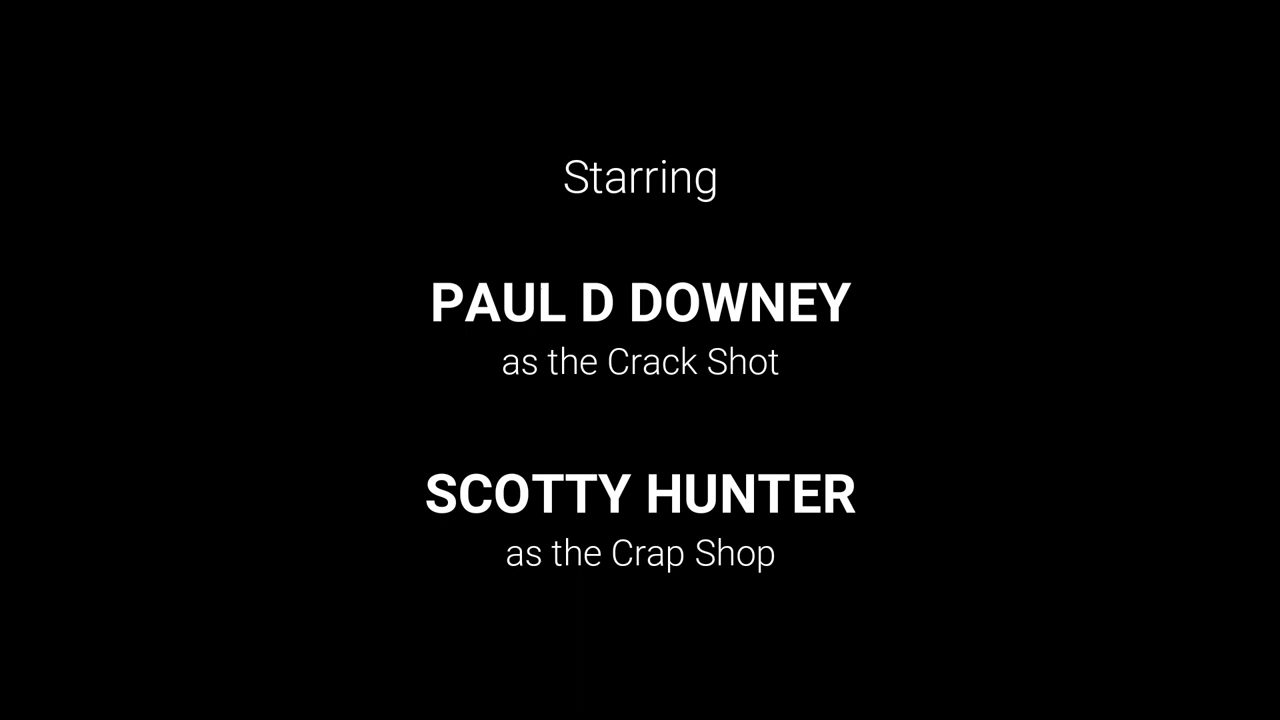 Starring
PAUL D DOWNEY
as the Crack Shot
SCOTTY HUNTER
as the Crap Shop